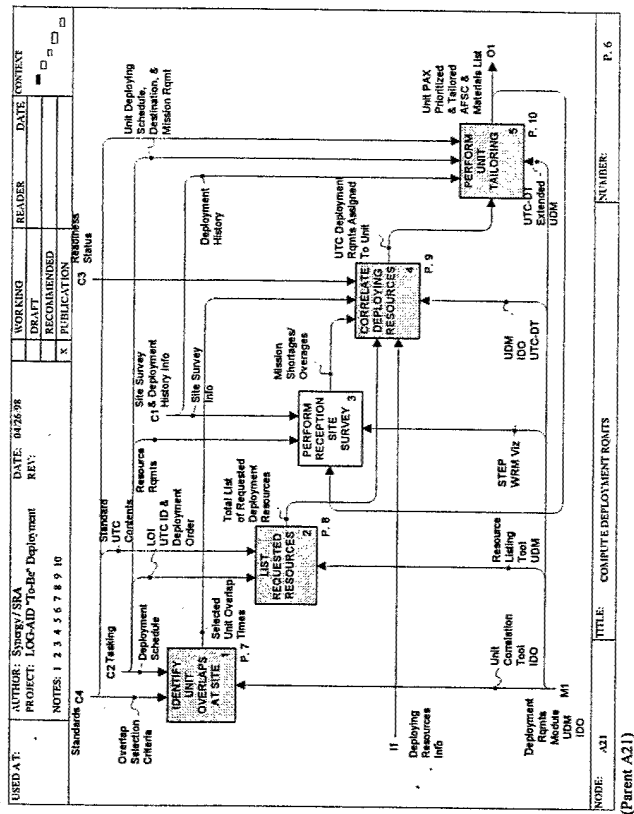 USED AT:
AUTHOR: Synergy / SRA
PROJECT: LOG-AID "To-Be" Deployment
NOTES: 1 2 3 4 5 6 7 8 9 10
DATE: 04/26/98
REV:
WORKING
DRAFT
RECOMMENDED
x PUBLICATION
READER
DATE
CONTEXT
Standards C4
C2 Tasking
C1
C3
Readiness
Status
Overlap
Selection
Criteria
Deployment
Schedule
Standard
UTC
Contents
LOI
UTC ID &
Deployment
Order
Resource
Rqmts
Site Survey
& Deployment
History Info
Site Survey
Info
Deployment
History
Unit Deploying
Schedule,
Destination, &
Mission Rqmt
IDENTIFY
UNIT
OVERLAPS
AT SITE
1
P. 7
Selected
Unit Overlap
Times
LIST
REQUESTED
RESOURCES
2
P. 8
Total List
of Requested
Deployment
Resources
PERFORM
RECEPTION
SITE
SURVEY
3
Mission
Shortages/
Overages
CORRELATE
DEPLOYING
RESOURCES
4
P. 9
UTC Deployment
Rqmts Assigned
To Unit
PERFORM
UNIT
TAILORING
5
P. 10
Unit PAX
Prioritized
& Tailored
AFSC &
Materials List
O1
I1
Deploying
Resources
Info
Deployment
Rqmts
Module
UDM
IDO
M1
Unit
Correlation
Tool
IDO
Resource
Listing
Tool
UDM
STEP
WRM Viz
UDM
IDO
UTC-DT
UTC-DT
Extended
UDM
NODE: A21
TITLE: COMPUTE DEPLOYMENT RQMTS
NUMBER:
P. 6
(Parent A21)